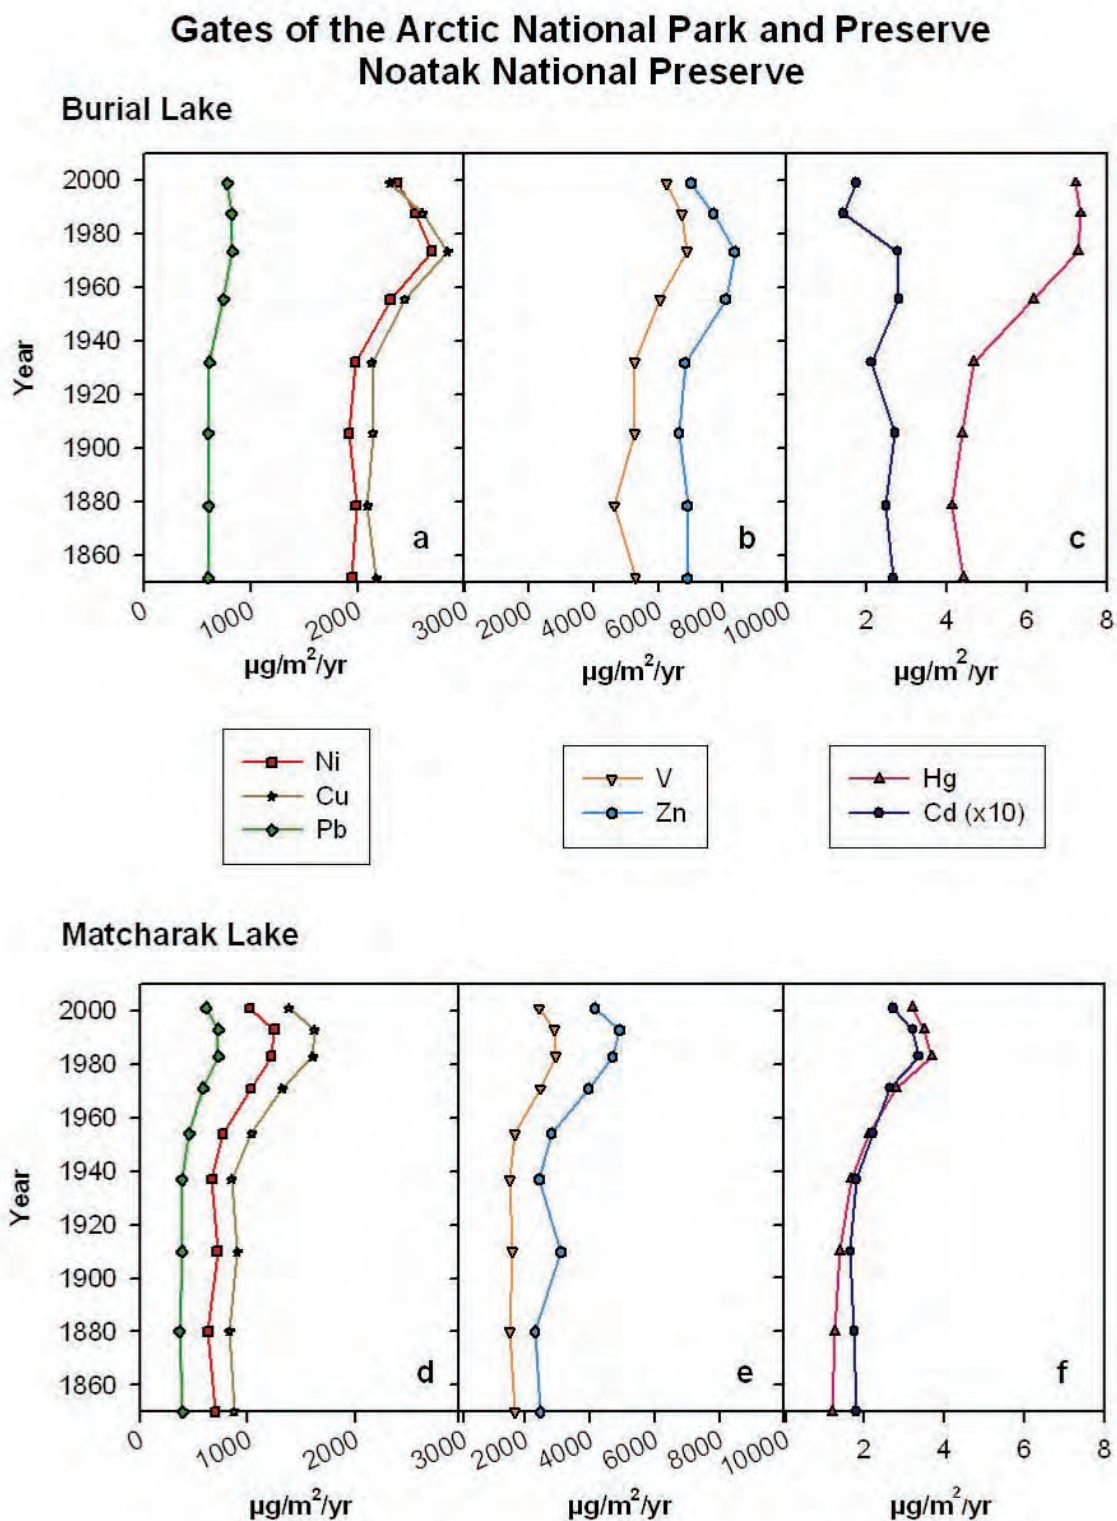 Gates of the Arctic National Park and Preserve
Noatak National Preserve
Burial Lake
Year
2000
1980
1960
1940
1920
1900
1880
1860
a
b
c
0
1000
2000
3000
2000
4000
6000
8000
10000
2
4
6
8
µg/m²/yr
µg/m²/yr
µg/m²/yr
Ni
Cu
Pb
V
Zn
Hg
Cd (x10)
Matcharak Lake
Year
2000
1980
1960
1940
1920
1900
1880
1860
d
e
f
0
1000
2000
3000
2000
4000
6000
8000
10000
2
4
6
8
µg/m²/yr
µg/m²/yr
µg/m²/yr